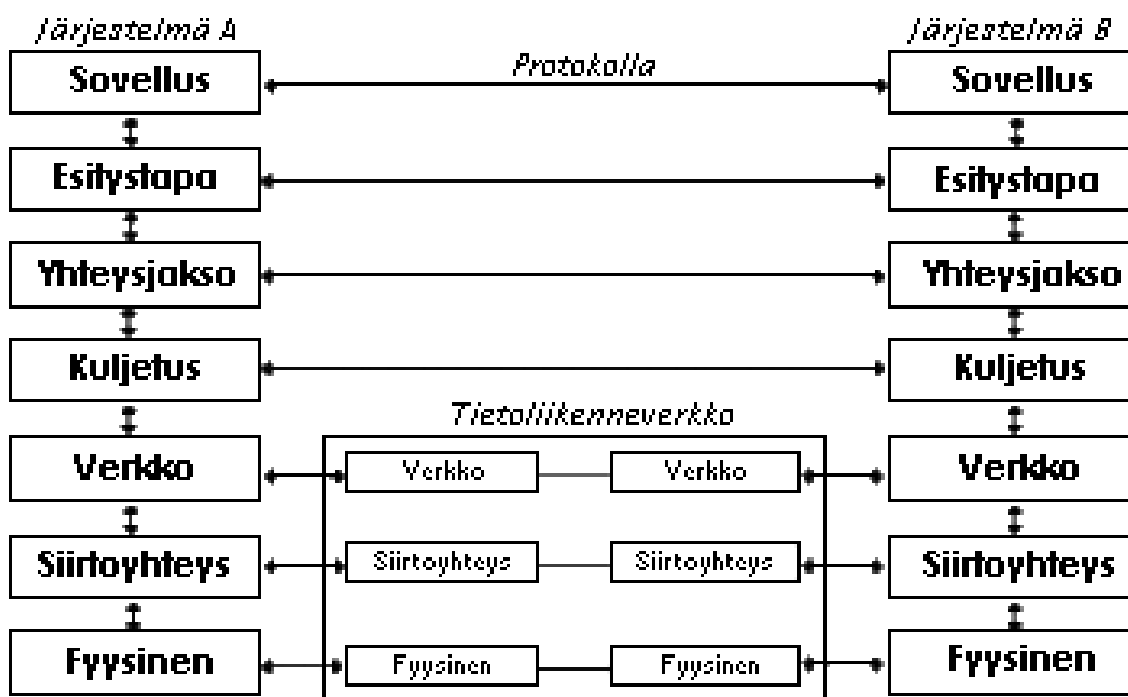 Järjestelmä A Järjestelmä B
Sovellus Protokolla Sovellus
Esitystapa Esitystapa
Yhteysjakso Yhteysjakso
Kuljetus Kuljetus
Tietoliikenneverkko
Verkko Verkko Verkko Verkko
Siirtoyhteys Siirtoyhteys Siirtoyhteys Siirtoyhteys
Fyysinen Fyysinen Fyysinen Fyysinen